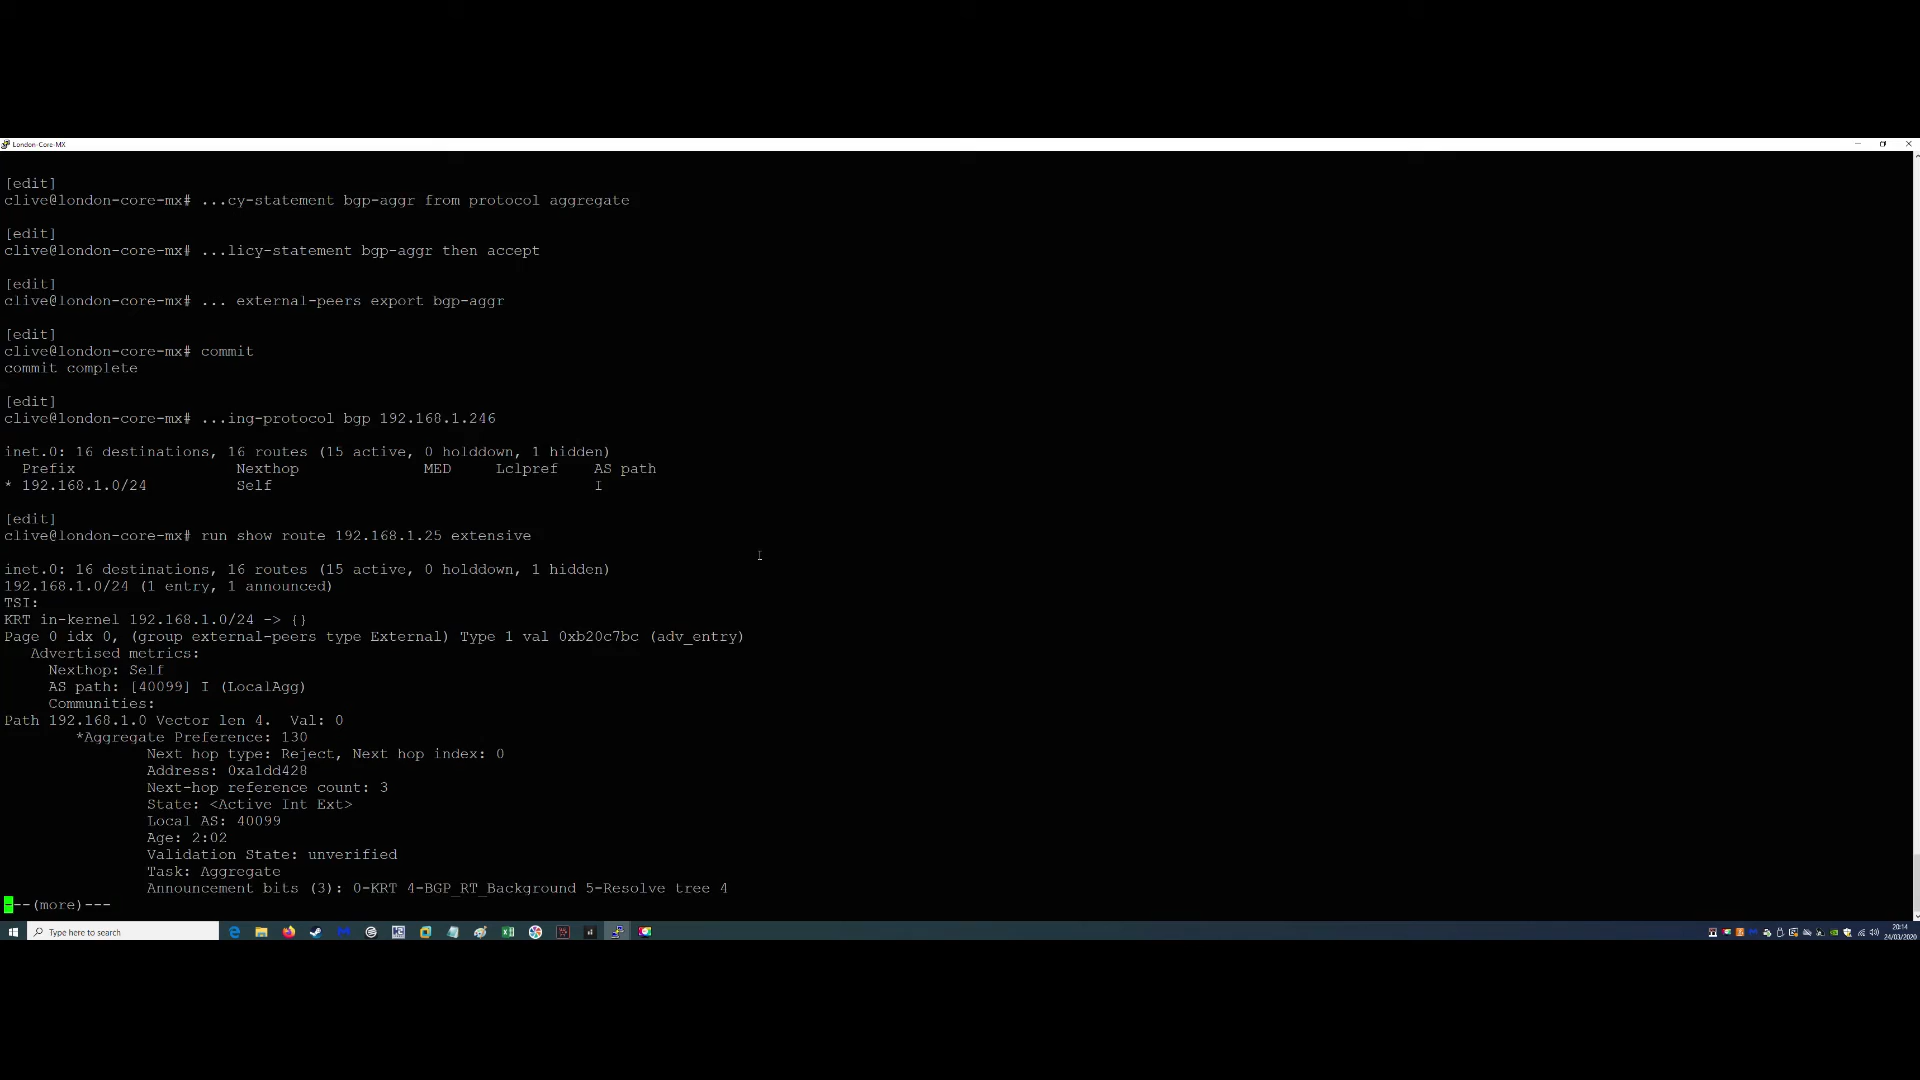 London-Core-MX
[edit]
clive@london-core-mx# ...cy-statement bgp-aggr from protocol aggregate
[edit]
clive@london-core-mx# ...licy-statement bgp-aggr then accept
[edit]
clive@london-core-mx# ... external-peers export bgp-aggr
[edit]
clive@london-core-mx# commit
commit complete
[edit]
clive@london-core-mx# ...ing-protocol bgp 192.168.1.246
inet.0: 16 destinations, 16 routes (15 active, 0 holddown, 1 hidden)
Prefix Nexthop MED Lclpref AS path
* 192.168.1.0/24 Self I
[edit]
clive@london-core-mx# run show route 192.168.1.25 extensive
inet.0: 16 destinations, 16 routes (15 active, 0 holddown, 1 hidden)
192.168.1.0/24 (1 entry, 1 announced)
TSI:
KRT in-kernel 192.168.1.0/24 -> {}
Page 0 idx 0, (group external-peers type External) Type 1 val 0xb20c7bc (adv_entry)
Advertised metrics:
Nexthop: Self
AS path: [40099] I (LocalAgg)
Communities:
Path 192.168.1.0 Vector len 4. Val: 0
*Aggregate Preference: 130
Next hop type: Reject, Next hop index: 0
Address: 0xa1dd428
Next-hop reference count: 3
State: <Active Int Ext>
Local AS: 40099
Age: 2:02
Validation State: unverified
Task: Aggregate
Announcement bits (3): 0-KRT 4-BGP_RT_Background 5-Resolve tree 4
---(more)---
Type here to search
20:14
24/03/2020